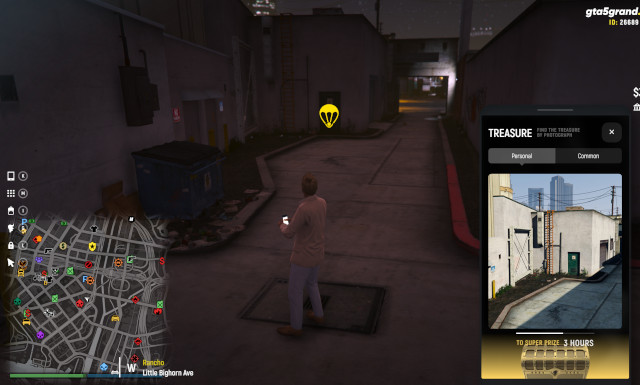 gta5grand.
ID: 26689
$
TREASURE
FIND THE TREASURE
BY PHOTOGRAPH
×
Personal
Common
TO SUPER PRIZE 3 HOURS
W
Rancho
Little Bighorn Ave